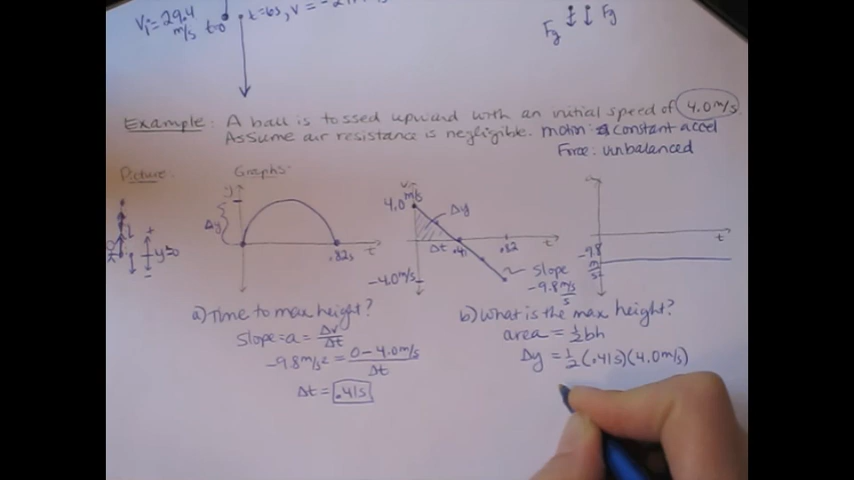 Vi = 29.4 m/s
t=0
t=6s, V = -2
Fg
Fg
Example: A ball is tossed upward with an initial speed of 4.0 m/s.
Assume air resistance is negligible. motion: constant accel
Force: unbalanced
Picture:
Graphs:
y
Δy
.82s
t
v
m/s
4.0
Δy
Δt
.41
.82
t
-4.0m/s
Slope
-9.8 m/s/s
t
-9.8
m/s/s
+
y=0
-
a) Time to max height?
Slope = a = Δv/Δt
-9.8 m/s² = 0 - 4.0 m/s / Δt
Δt = .41s
b) What is the max height?
area = ½bh
Δy = ½(.41s)(4.0m/s)